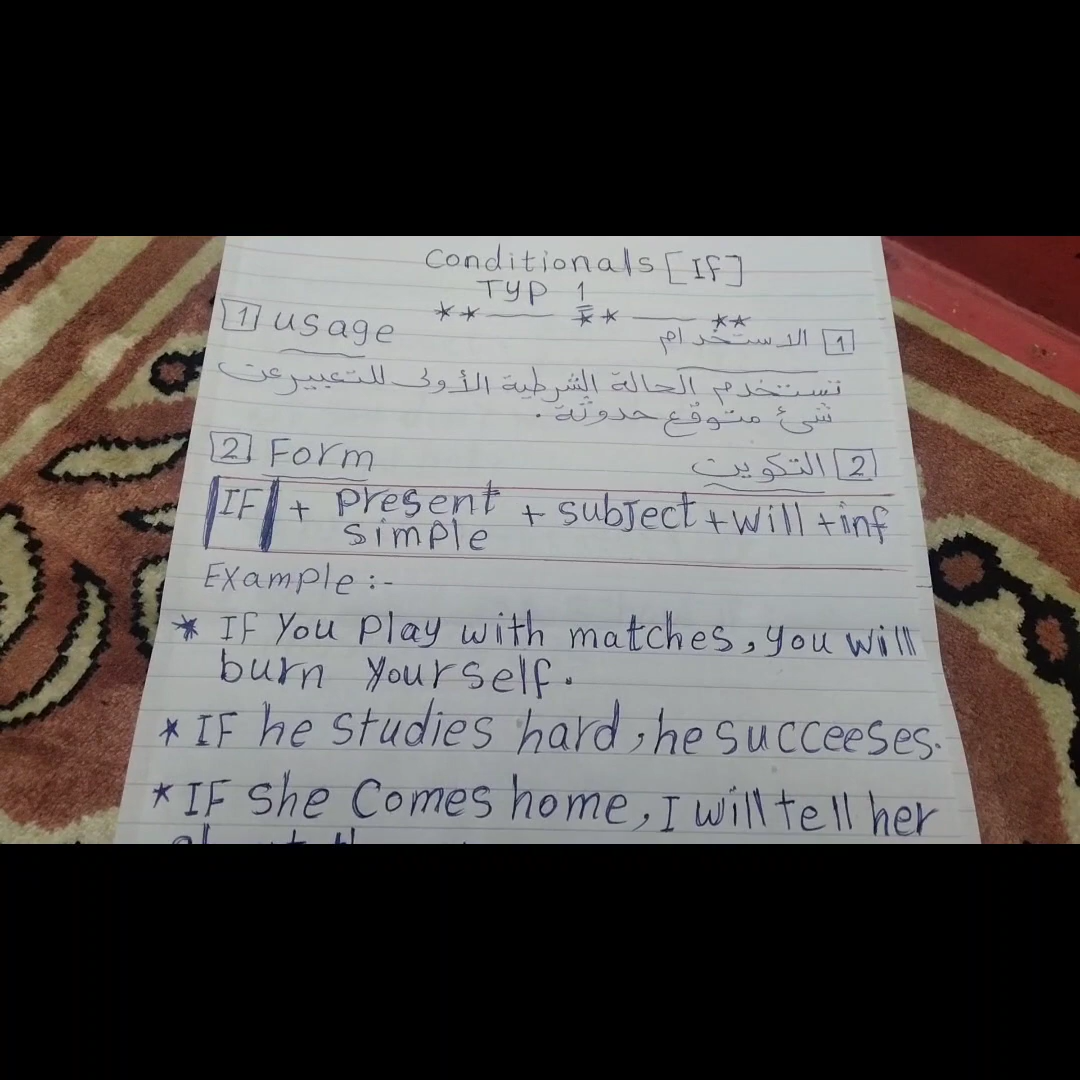 Conditionals [If]
TYP 1
** —— ** —— **
1 usage
1 الاستخدام
تستخدم الحالة الشرطية الأولى للتعبير عن
شئ متوقع حدوثة .
2 Form
2 التكوين
IF + present simple + subject + will + inf
Example :-
* IF You Play with matches, you will
burn yourself.
* IF he studies hard, he succeeses.
* IF she Comes home, I will tell her